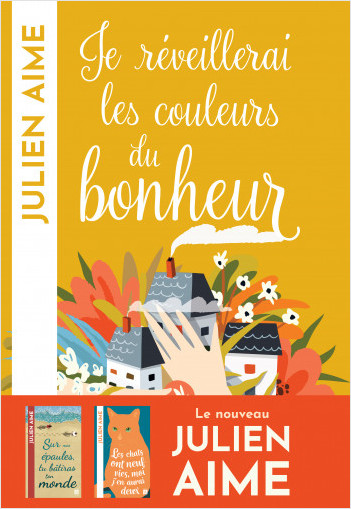 JULIEN AIME
Je réveillerai
les couleurs
du
bonheur
JULIEN AIME
Sur nos
épaules,
tu bâtiras
ton
monde
JULIEN AIME
Les chats
ont neuf
vies, moi
j'en aurai
deux
Le nouveau
JULIEN
AIME